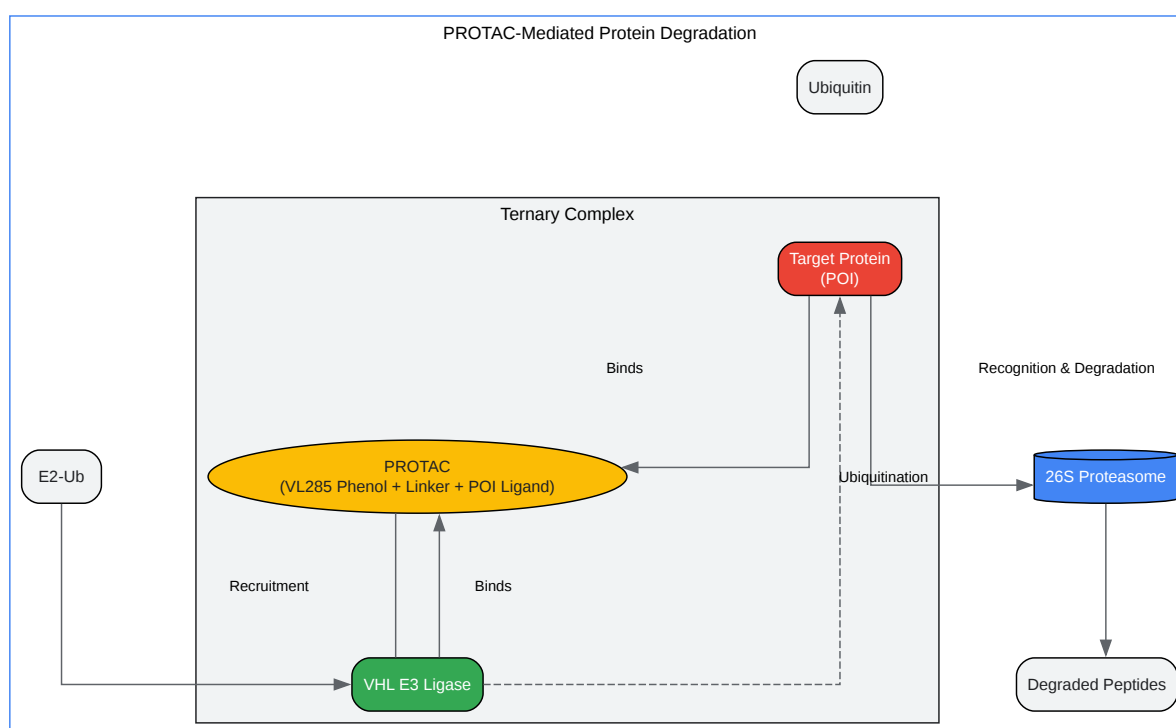 PROTAC-Mediated Protein Degradation
Ubiquitin
Ternary Complex
Target Protein
(POI)
Binds
Recognition & Degradation
E2-Ub
PROTAC
(VL285 Phenol + Linker + POI Ligand)
Ubiquitination
26S Proteasome
Recruitment
Binds
VHL E3 Ligase
Degraded Peptides